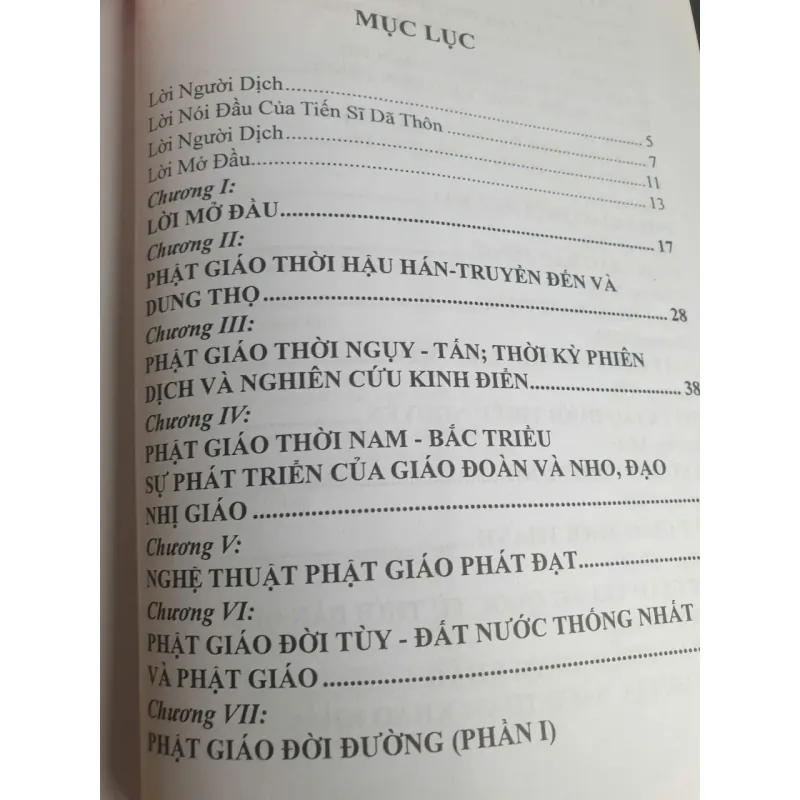 MỤC LỤC
Lời Người Dịch.......... 5
Lời Nói Đầu Của Tiến Sĩ Dã Thôn .......... 7
Lời Người Dịch.......... 11
Lời Mở Đầu.......... 13
Chương I:
LỜI MỞ ĐẦU.......... 17
Chương II:
PHẬT GIÁO THỜI HẬU HÁN-TRUYỀN ĐẾN VÀ
DUNG THỌ.......... 28
Chương III:
PHẬT GIÁO THỜI NGỤY - TẤN; THỜI KỲ PHIÊN
DỊCH VÀ NGHIÊN CỨU KINH ĐIỂN.......... 38
Chương IV:
PHẬT GIÁO THỜI NAM - BẮC TRIỀU
SỰ PHÁT TRIỂN CỦA GIÁO ĐOÀN VÀ NHO, ĐẠO
NHỊ GIÁO ..........
Chương V:
NGHỆ THUẬT PHẬT GIÁO PHÁT ĐẠT..........
Chương VI:
PHẬT GIÁO ĐỜI TÙY - ĐẤT NƯỚC THỐNG NHẤT
VÀ PHẬT GIÁO ..........
Chương VII:
PHẬT GIÁO ĐỜI ĐƯỜNG (PHẦN I)